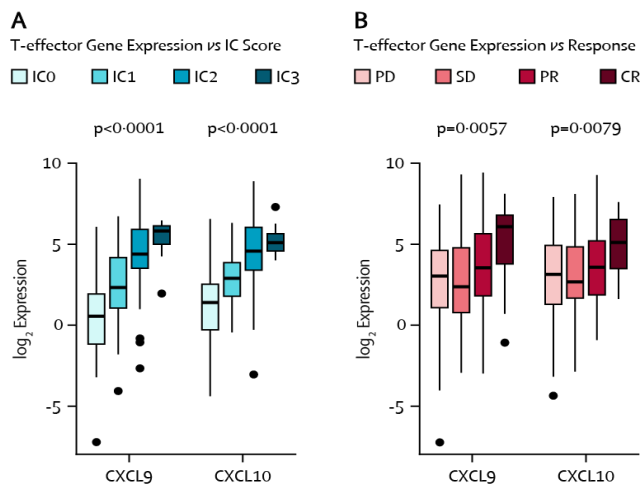 A
T-effector Gene Expression vs IC Score
IC0 IC1 IC2 IC3
p<0·0001 p<0·0001
10
5
0
-5
log2 Expression
CXCL9 CXCL10
B
T-effector Gene Expression vs Response
PD SD PR CR
p=0·0057 p=0·0079
10
5
0
-5
log2 Expression
CXCL9 CXCL10